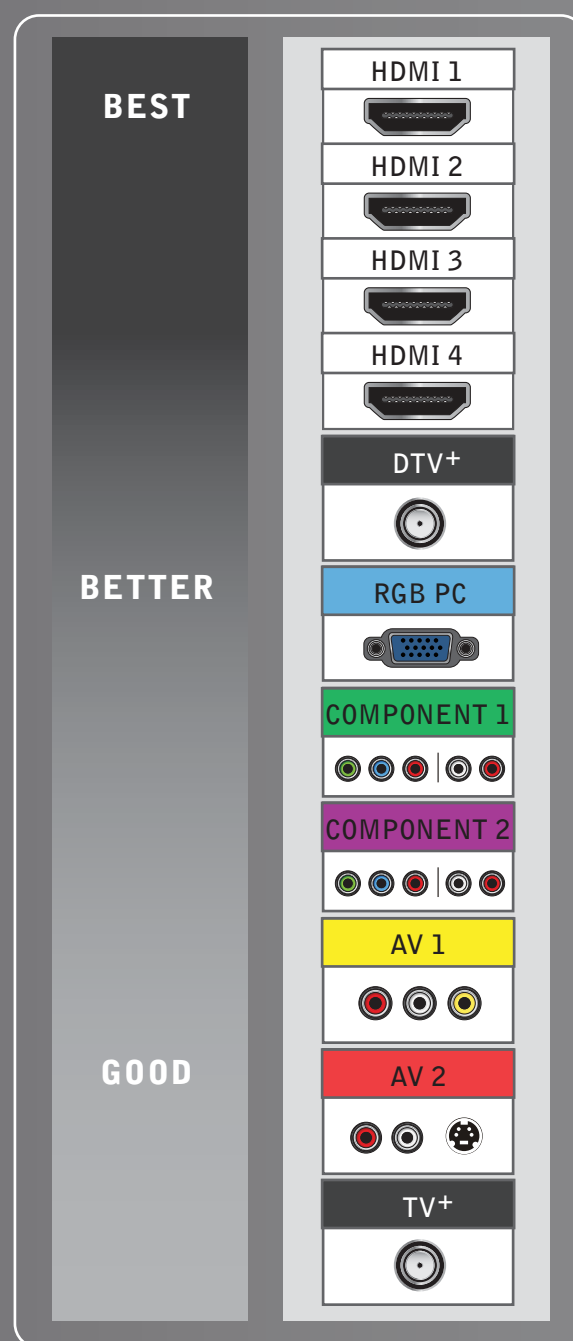 BEST
HDMI 1
HDMI 2
HDMI 3
HDMI 4
DTV+
BETTER
RGB PC
COMPONENT 1
COMPONENT 2
AV 1
GOOD
AV 2
TV+